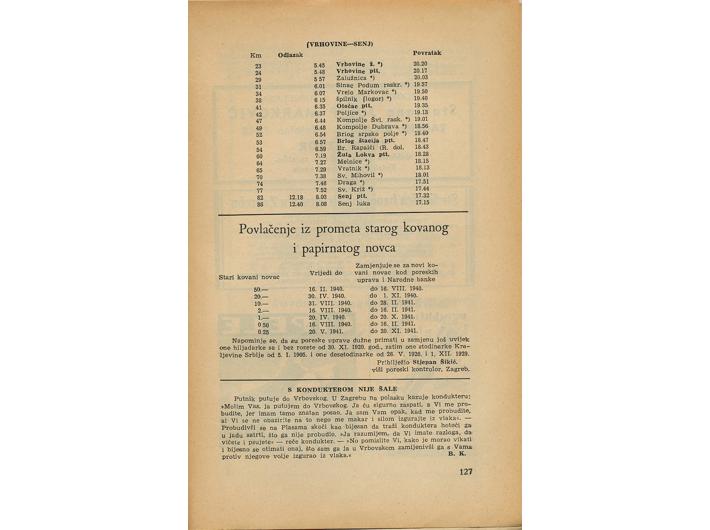 (VRHOVINE—SENJ)
Km Odlazak Povratak
23 5.45 Vrhovine ž. *) 20.20
24 5.48 Vrhovine ptt. 20.17
29 5 57 Zalužnica *) 20.03
31 6.01 Sinac Podum raskr. *) 19.57
34 6.07 Vrelo Markovac *) 19.50
38 6.15 Špilnik (logor) *) 19.40
41 6.35 Otočac ptt. 19.35
42 6.37 Poljice *) 19.13
47 6.44 Kompolje Švi. rask. *) 19.01
49 6.48 Kompolje Dubrava *) 18.56
52 6.54 Brlog srpsko polje *) 18.49
53 6.57 Brlog štacija ptt. 18.47
54 6.59 Br. Rapaići (R. dol. 18.43
60 7.19 Žuta Lokva ptt. 18.28
64 7.27 Melnice *) 18.15
65 7.29 Vratnik *) 18.13
70 7.38 Sv. Mihovil *) 18.01
74 7.46 Draga *) 17.51
77 7.52 Sv. Križ *) 17.44
82 12.18 8.03 Senj ptt. 17.32
86 12.40 8.08 Senj luka 17.15
Povlačenje iz prometa starog kovanog
i papirnatog novca
Stari kovani novac Vrijedi do Zamjenjuje se za novi ko-
vani novac kod poreskih
uprava i Narodne banke
50.— 16. II. 1940. do 16. VIII. 1940.
20.— 30. IV. 1940. do 1. XI. 1940.
10.— 31. VIII. 1940. do 28. II. 1941.
2.— 16. VIII. 1940. do 16. II. 1941.
1.— 20. IV. 1940. do 20. X. 1941.
0.50 16. VIII. 1940. do 16. II. 1941.
0.25 20. V. 1941. do 20. XI. 1941.
Napominje se, da su poreske uprave dužne primati u zamjenu još uvijek
one hiljadarke sa i bez rozete od 30. XI. 1920. god., zatim one stodinarke Kra-
ljevine Srbije od 5. I. 1905. i one desetodinarke od 26. V. 1926, i 1, XII. 1929.
Pribilježio Stjepan Šikić.
viši poreski kontrolor, Zagreb.
S KONDUKTEROM NIJE ŠALE
Putnik putuje do Vrbovskog. U Zagrebu na polasku kazuje kondukteru:
»Molim Vas, ja putujem do Vrbovskog. Ja ću sigurno zaspati, a Vi me pro-
budite, jer imam tamo znatan posao. Ja sam Vam opak, kad me probudite,
al Vi se ne obazirite na to nego me makar i silom izgurajte iz vlaka«. —
Probudivši se na Plasama skoči kao bijesan da traži konduktera hoteći ga
u jadu satrti, što ga nije probudio. »Ja razumijem, da Vi imate razloga, da
vičete i psujete« — reče kondukter. — »No pomislite Vi, kako je morao vikati
i bijesno se otimati onaj, što sam ga ja u Vrbovskom zamijenivši ga s Vama
protiv njegove volje izgurao iz vlaka.« B. K.
127